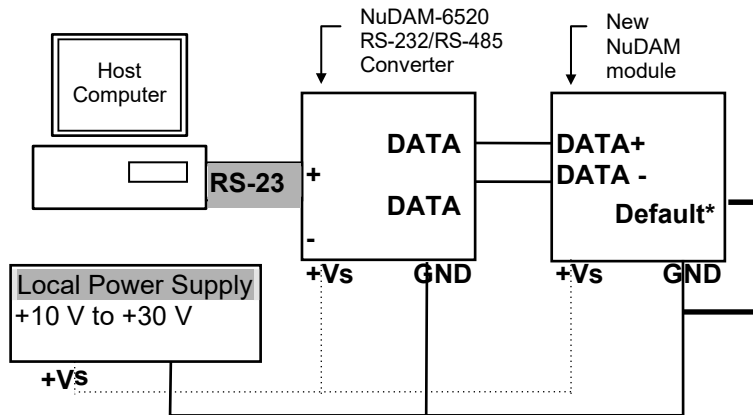 NuDAM-6520
RS-232/RS-485
Converter
New
NuDAM
module
Host
Computer
RS-23
+
-
DATA
DATA
DATA+
DATA -
Default*
+Vs
GND
+Vs
GND
Local Power Supply
+10 V to +30 V
+Vs